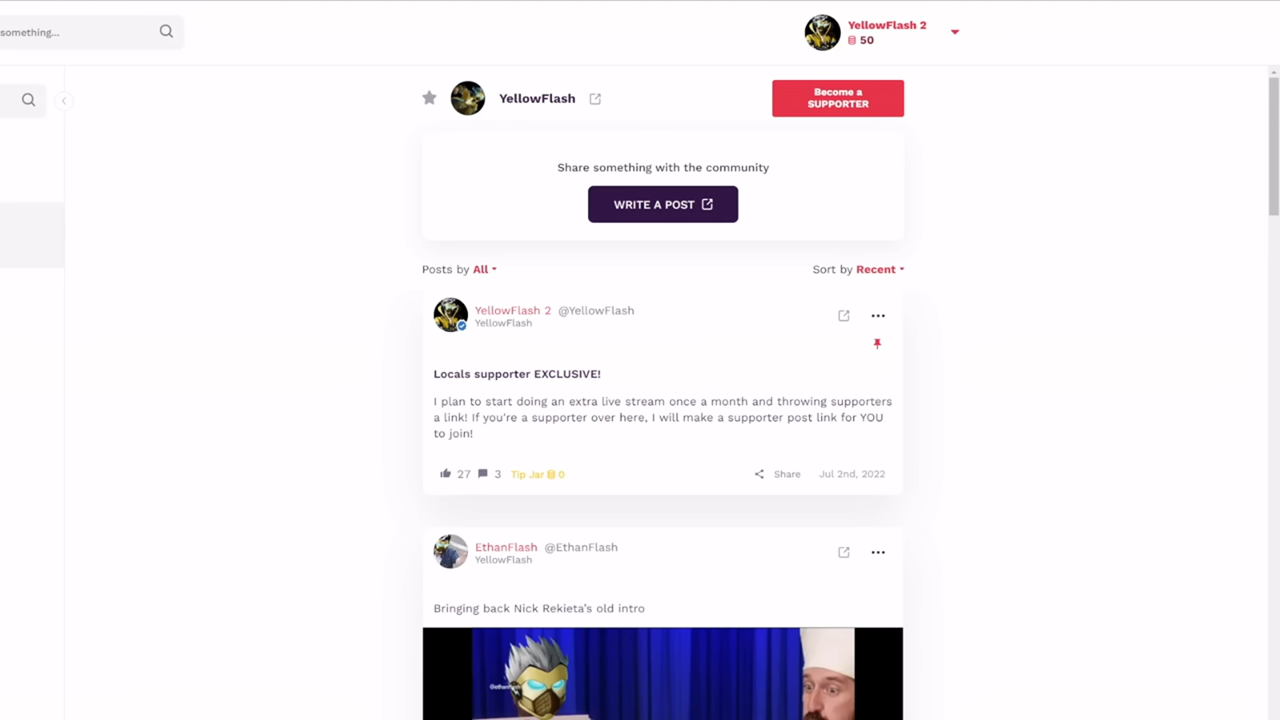 something...
YellowFlash 2
50
YellowFlash
Become a
SUPPORTER
Share something with the community
WRITE A POST
Posts by All
Sort by Recent
YellowFlash 2 @YellowFlash
YellowFlash
Locals supporter EXCLUSIVE!
I plan to start doing an extra live stream once a month and throwing supporters
a link! If you're a supporter over here, I will make a supporter post link for YOU
to join!
27 3 Tip Jar 0 Share Jul 2nd, 2022
EthanFlash @EthanFlash
YellowFlash
Bringing back Nick Rekieta's old intro